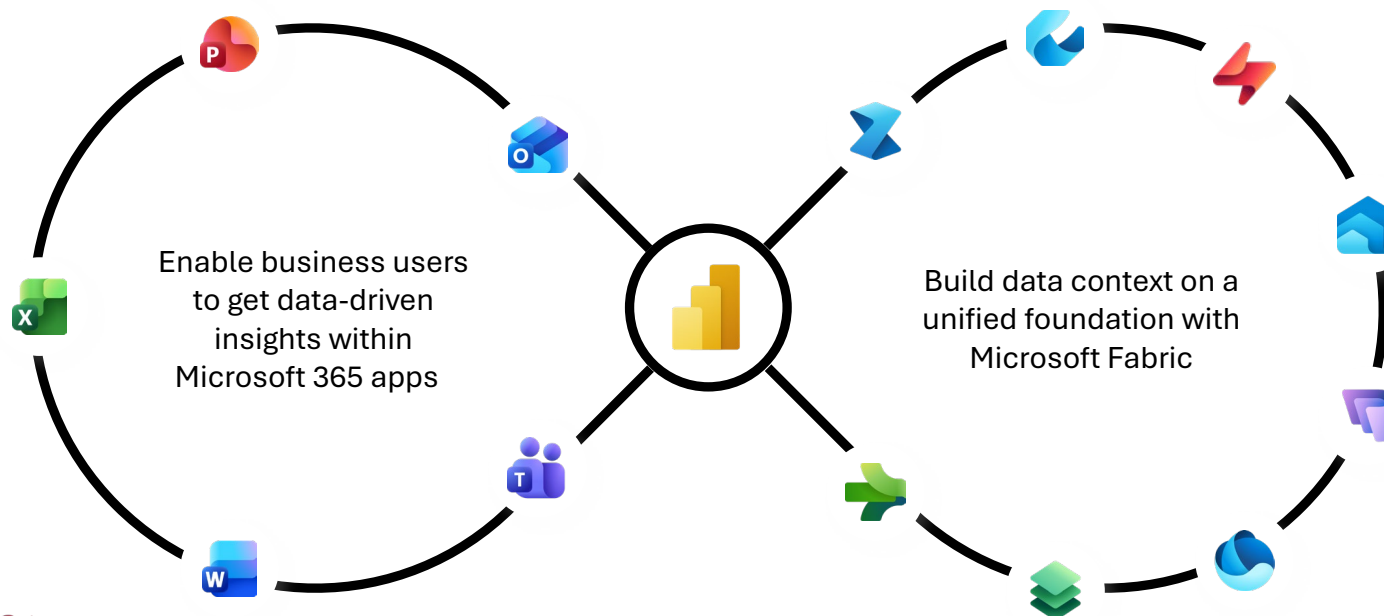 P
O
Enable business users
to get data-driven
insights within
Microsoft 365 apps
Build data context on a
unified foundation with
Microsoft Fabric
X
T
W